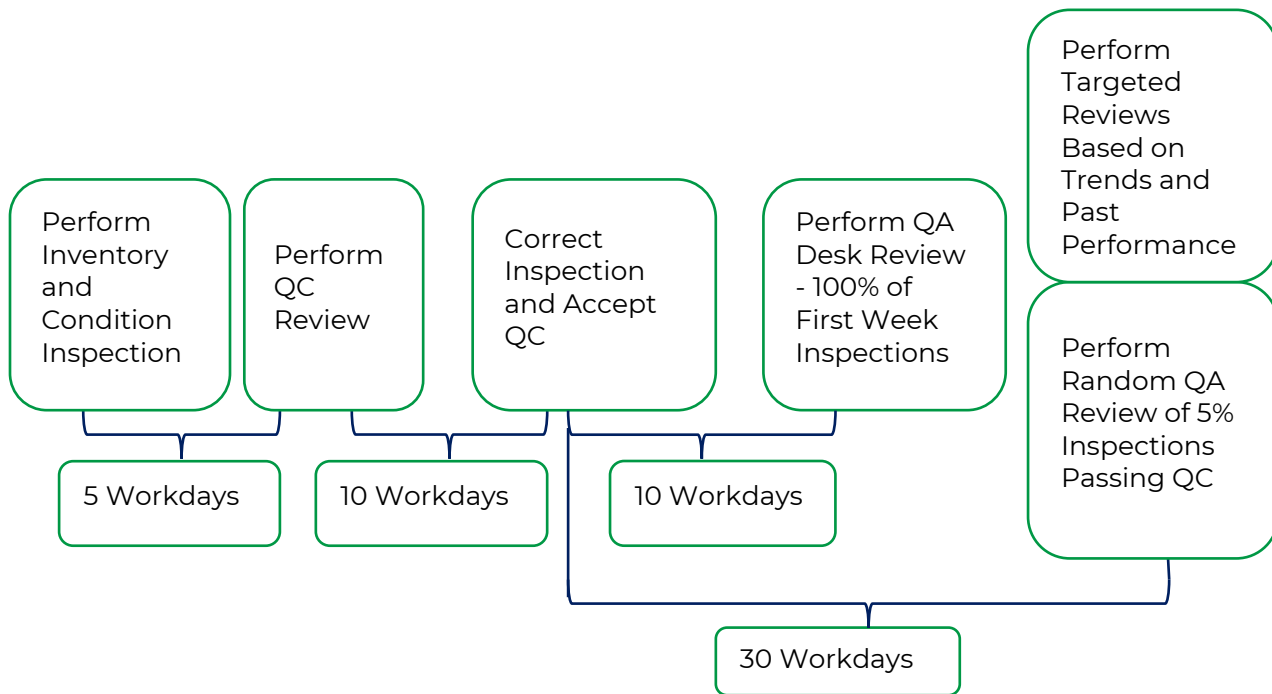 Perform
Inventory
and
Condition
Inspection
Perform
QC
Review
Correct
Inspection
and Accept
QC
Perform QA
Desk Review
- 100% of
First Week
Inspections
Perform
Targeted
Reviews
Based on
Trends and
Past
Performance
Perform
Random QA
Review of 5%
Inspections
Passing QC
5 Workdays
10 Workdays
10 Workdays
30 Workdays